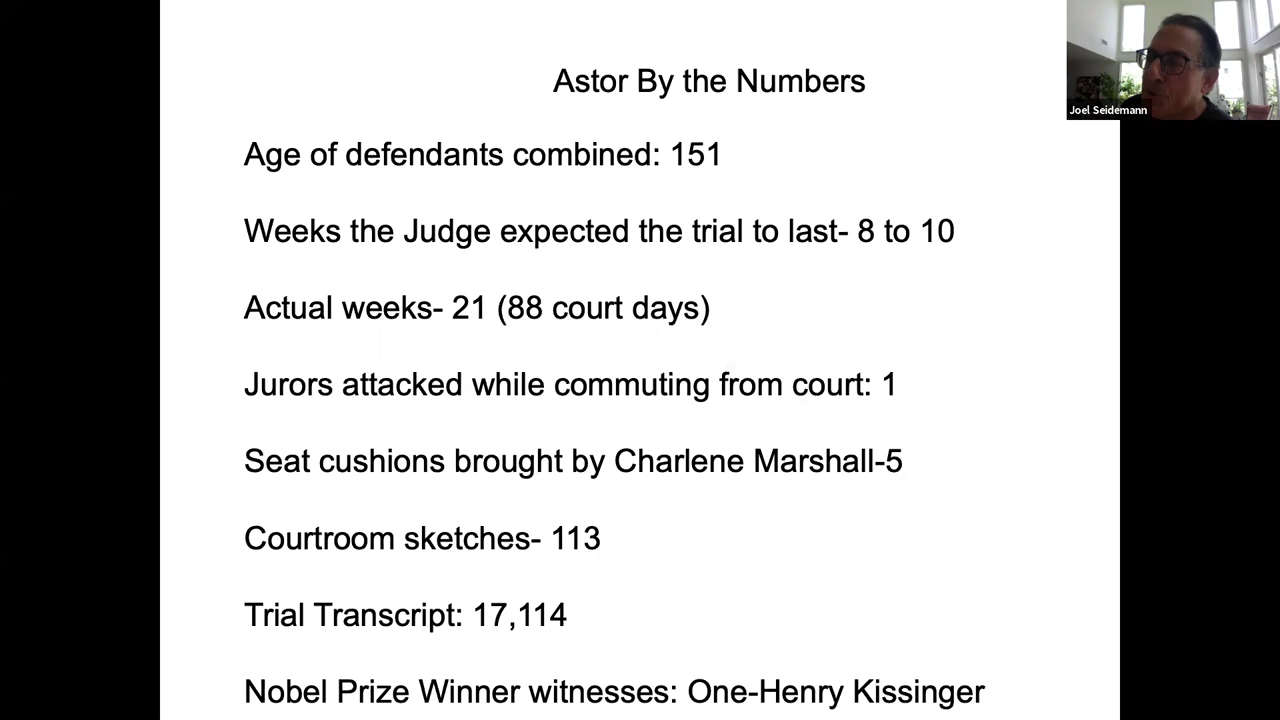 Astor By the Numbers
Joel Seidemann
Age of defendants combined: 151
Weeks the Judge expected the trial to last- 8 to 10
Actual weeks- 21 (88 court days)
Jurors attacked while commuting from court: 1
Seat cushions brought by Charlene Marshall-5
Courtroom sketches- 113
Trial Transcript: 17,114
Nobel Prize Winner witnesses: One-Henry Kissinger